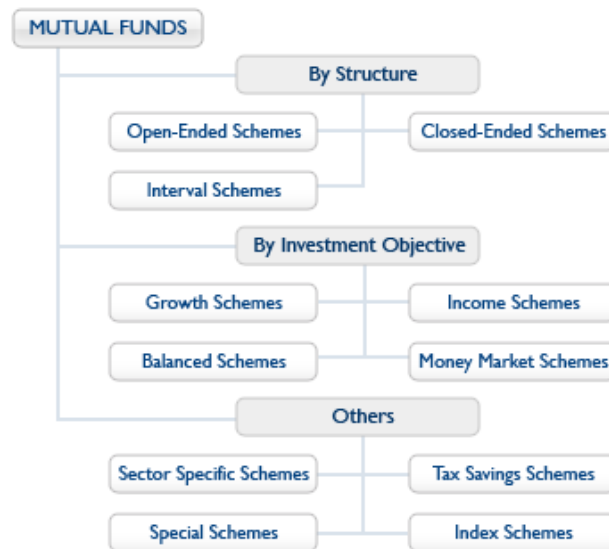 MUTUAL FUNDS
By Structure
Open-Ended Schemes
Closed-Ended Schemes
Interval Schemes
By Investment Objective
Growth Schemes
Income Schemes
Balanced Schemes
Money Market Schemes
Others
Sector Specific Schemes
Tax Savings Schemes
Special Schemes
Index Schemes